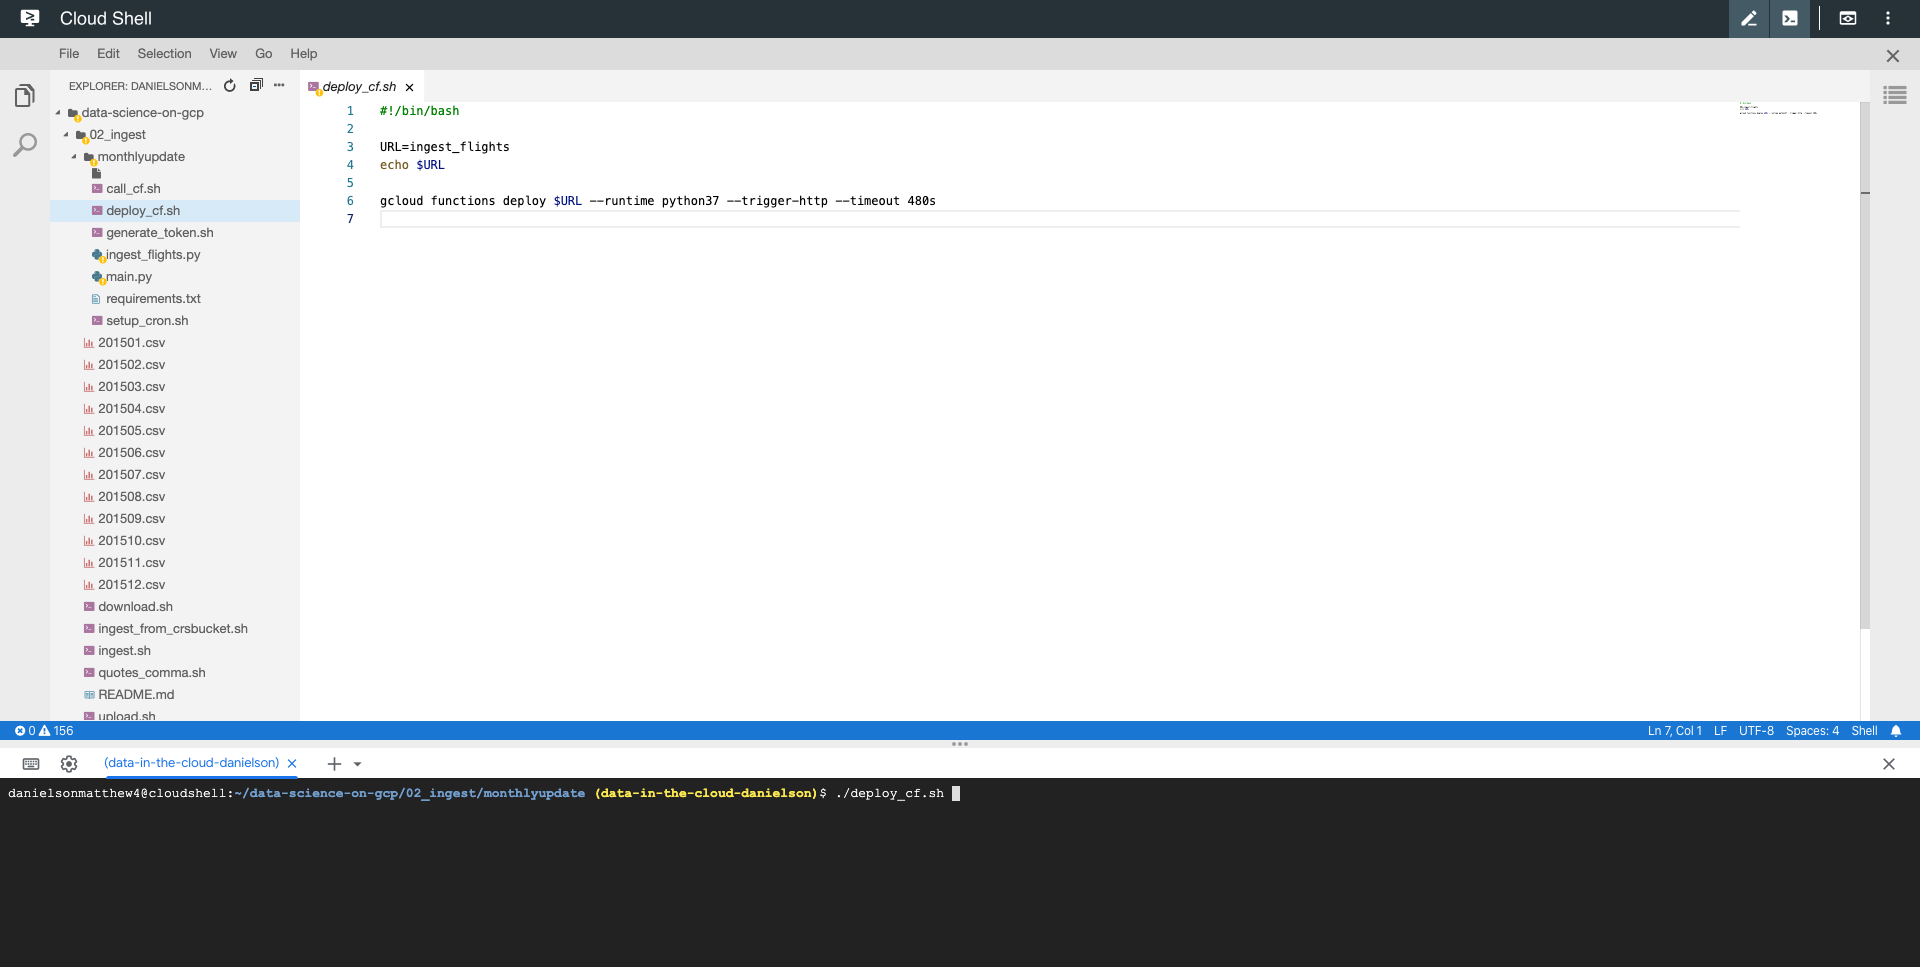 Cloud Shell
File Edit Selection View Go Help
EXPLORER: DANIELSONM...
deploy_cf.sh
data-science-on-gcp
02_ingest
monthlyupdate
call_cf.sh
deploy_cf.sh
generate_token.sh
ingest_flights.py
main.py
requirements.txt
setup_cron.sh
201501.csv
201502.csv
201503.csv
201504.csv
201505.csv
201506.csv
201507.csv
201508.csv
201509.csv
201510.csv
201511.csv
201512.csv
download.sh
ingest_from_crsbucket.sh
ingest.sh
quotes_comma.sh
README.md
upload.sh
1 #!/bin/bash
2
3 URL=ingest_flights
4 echo $URL
5
6 gcloud functions deploy $URL --runtime python37 --trigger-http --timeout 480s
7
0 156
Ln 7, Col 1 LF UTF-8 Spaces: 4 Shell
(data-in-the-cloud-danielson)
danielsonmatthew4@cloudshell:~/data-science-on-gcp/02_ingest/monthlyupdate (data-in-the-cloud-danielson)$ ./deploy_cf.sh